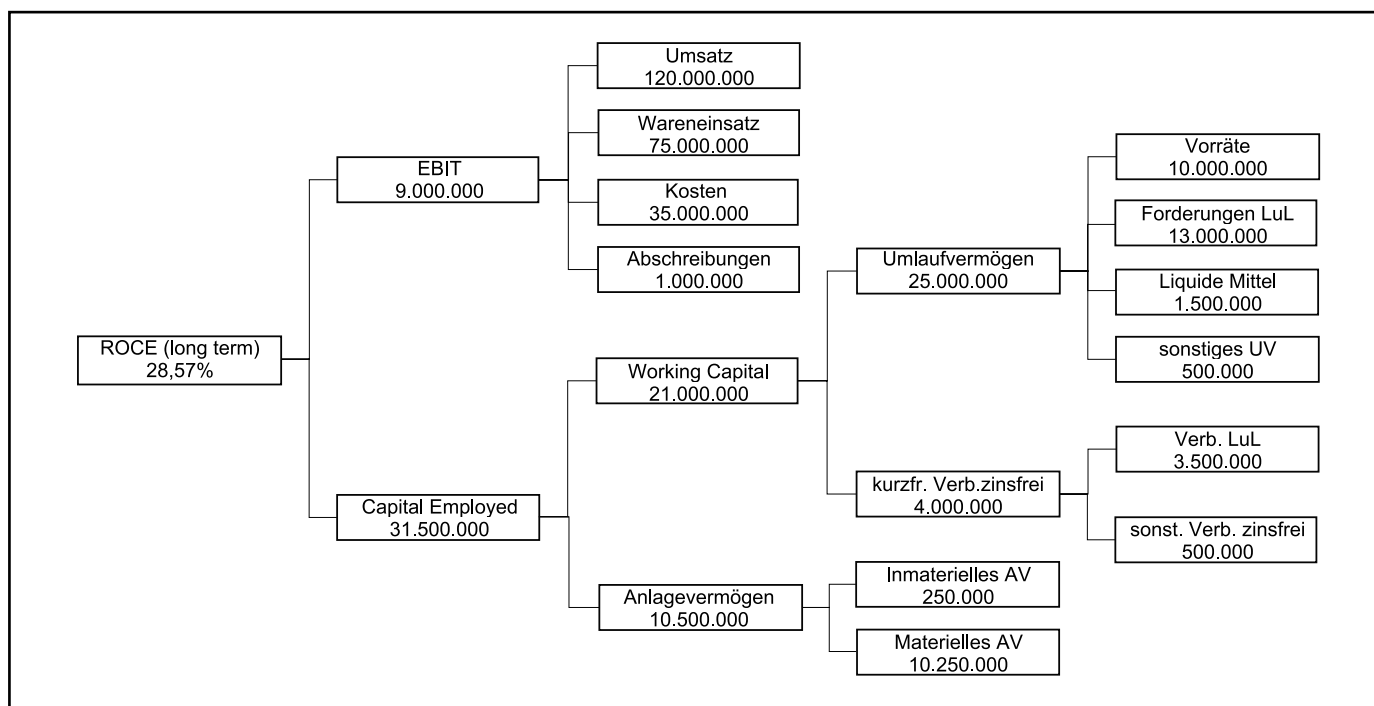 Umsatz
120.000.000
Wareneinsatz
75.000.000
EBIT
9.000.000
Kosten
35.000.000
Abschreibungen
1.000.000
Vorräte
10.000.000
Forderungen LuL
13.000.000
Umlaufvermögen
25.000.000
Liquide Mittel
1.500.000
sonstiges UV
500.000
ROCE (long term)
28,57%
Working Capital
21.000.000
Verb. LuL
3.500.000
kurzfr. Verb.zinsfrei
4.000.000
sonst. Verb. zinsfrei
500.000
Capital Employed
31.500.000
Anlagevermögen
10.500.000
Inmaterielles AV
250.000
Materielles AV
10.250.000